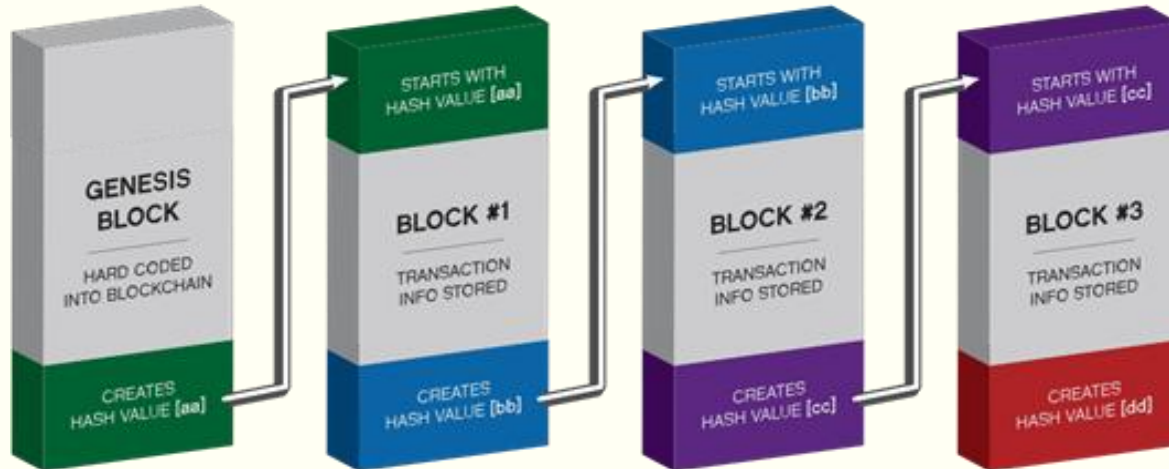 GENESIS
BLOCK
HARD CODED
INTO BLOCKCHAIN
CREATES
HASH VALUE [aa]
STARTS WITH
HASH VALUE [aa]
BLOCK #1
TRANSACTION
INFO STORED
CREATES
HASH VALUE [bb]
STARTS WITH
HASH VALUE [bb]
BLOCK #2
TRANSACTION
INFO STORED
CREATES
HASH VALUE [cc]
STARTS WITH
HASH VALUE [cc]
BLOCK #3
TRANSACTION
INFO STORED
CREATES
HASH VALUE [dd]